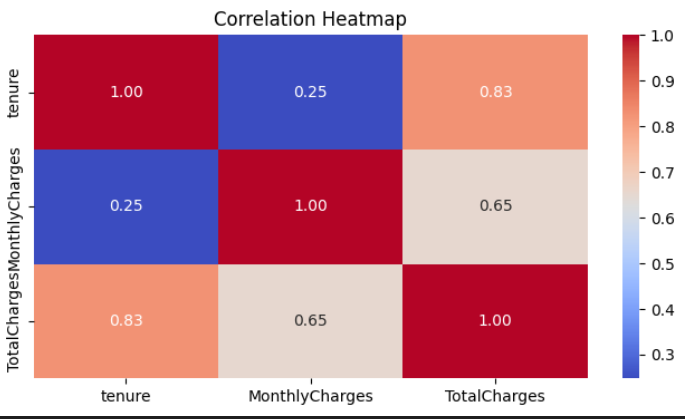 Correlation Heatmap
tenure
1.00 0.25 0.83
MonthlyCharges
0.25 1.00 0.65
TotalCharges
0.83 0.65 1.00
tenure MonthlyCharges TotalCharges
1.0
0.9
0.8
0.7
0.6
0.5
0.4
0.3